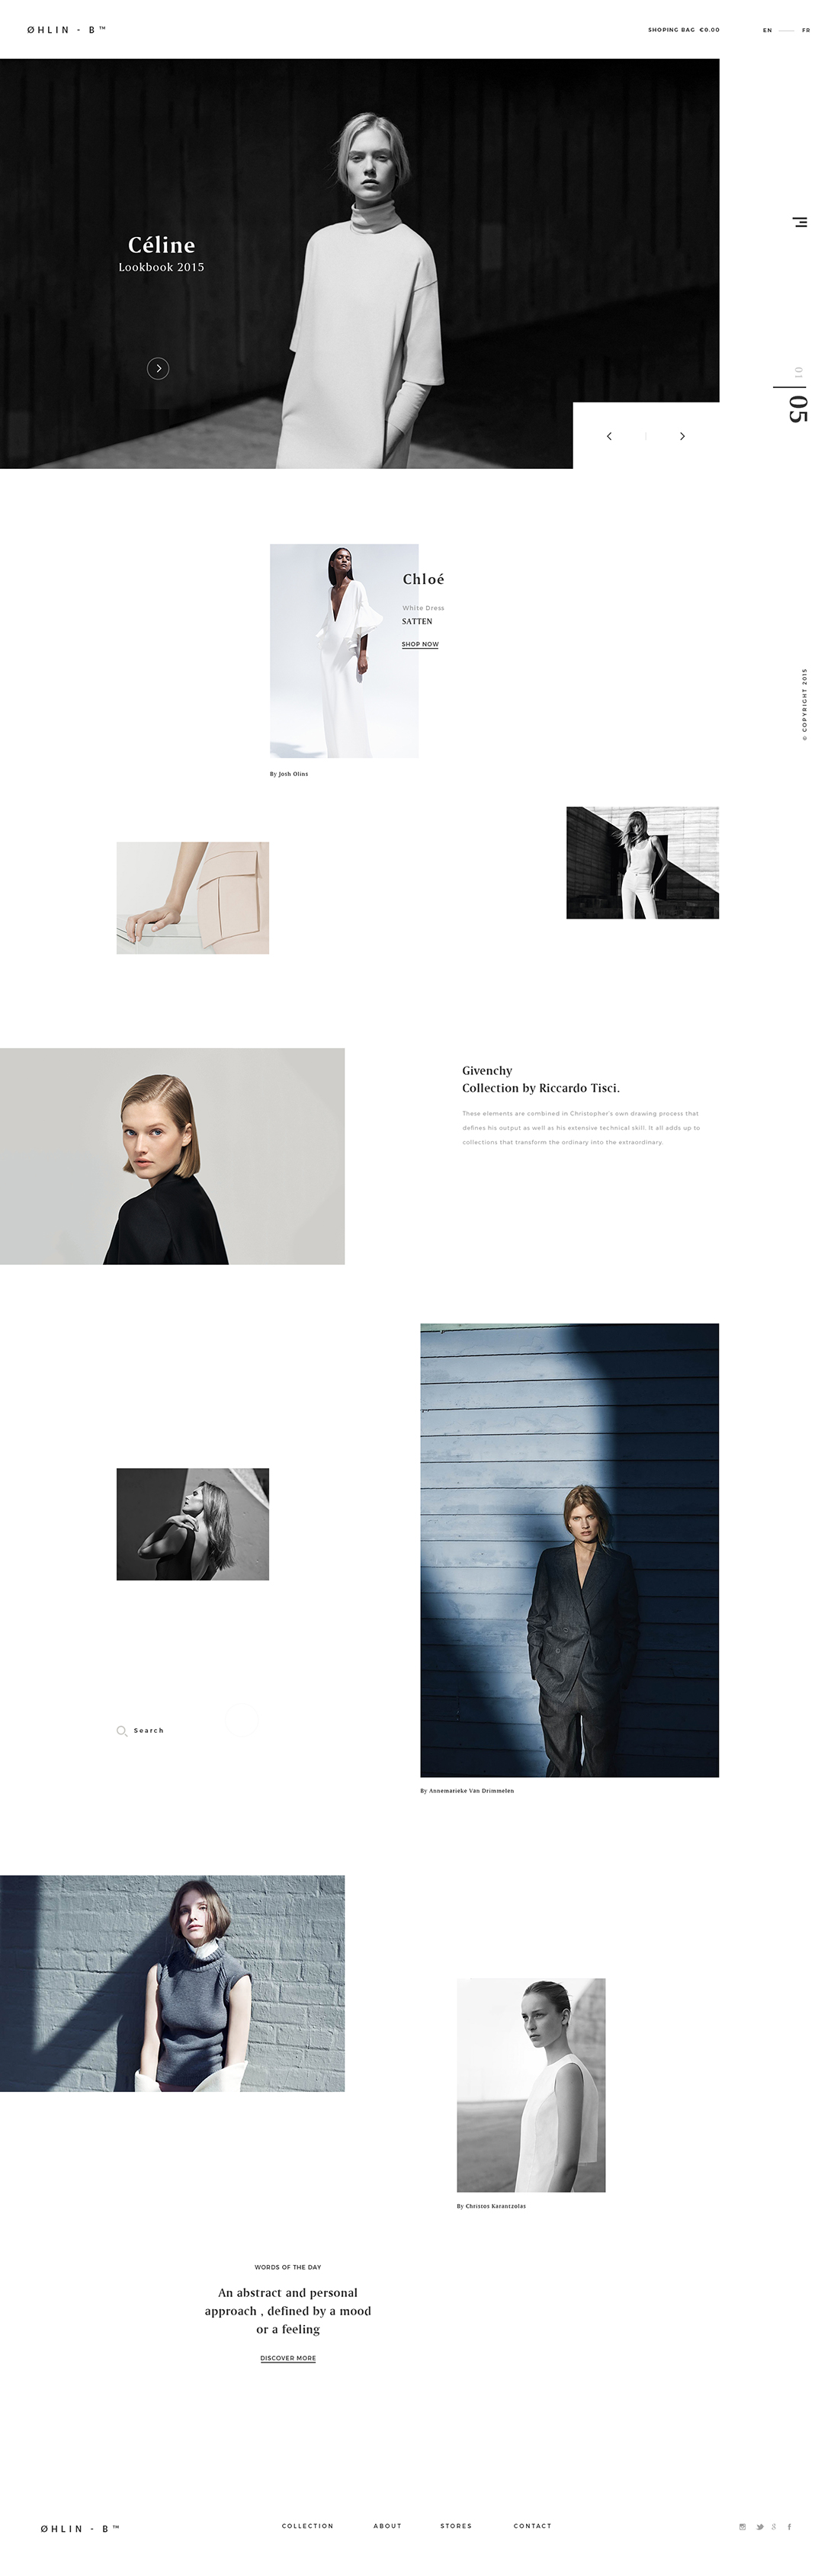 ØHLIN - B™
SHOPING BAG €0.00
EN
FR
Céline
Lookbook 2015
01
05
Chloé
White Dress
SATTEN
SHOP NOW
© COPYRIGHT 2015
By Josh Olins
Givenchy
Collection by Riccardo Tisci.
These elements are combined in Christopher's own drawing process that
defines his output as well as his extensive technical skill. It all adds up to
collections that transform the ordinary into the extraordinary.
Search
By Annemarieke Van Drimmelen
By Christos Karantzolas
WORDS OF THE DAY
An abstract and personal
approach , defined by a mood
or a feeling
DISCOVER MORE
ØHLIN - B™
COLLECTION
ABOUT
STORES
CONTACT